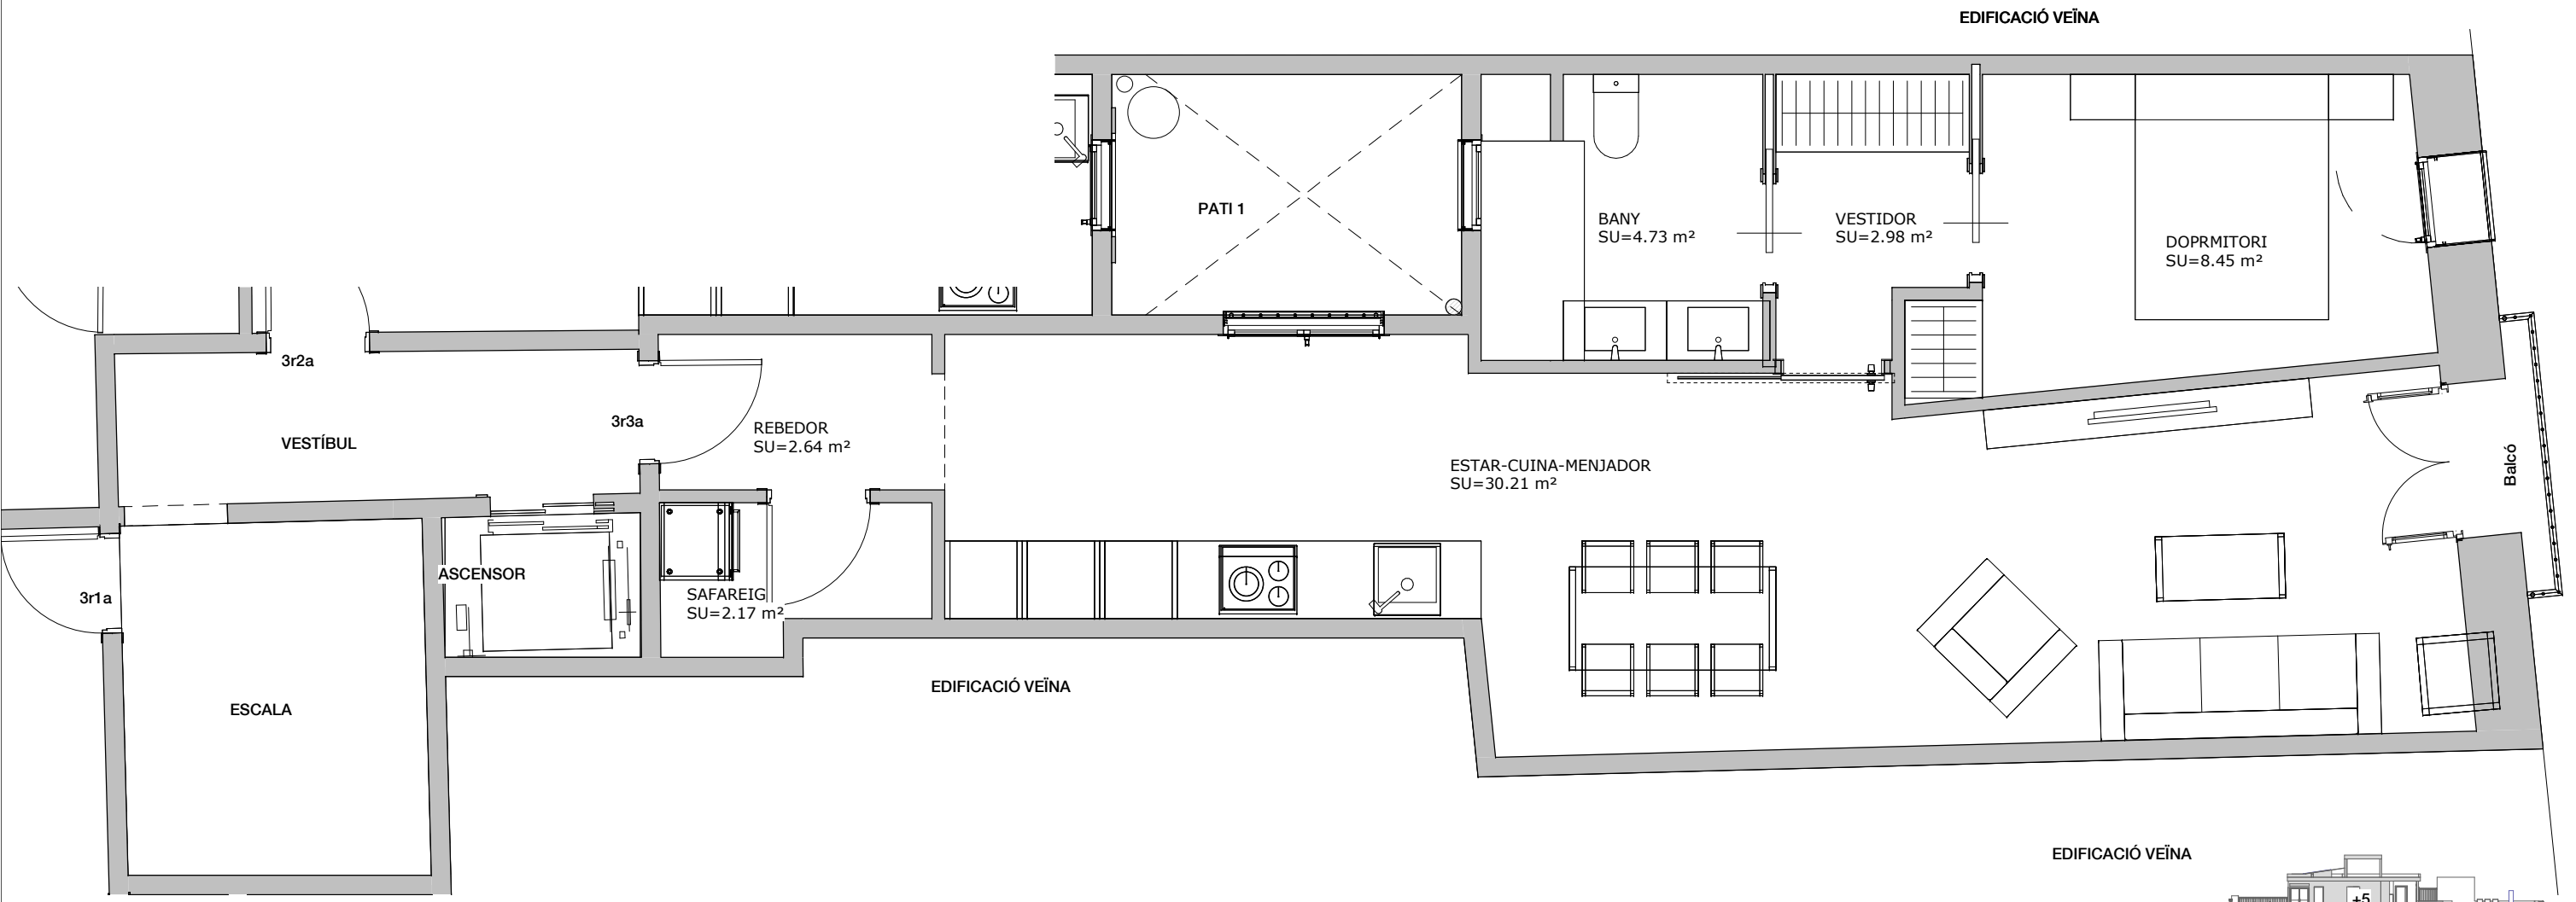 EDIFICACIÓ VEÏNA
PATI 1
BANY
SU=4.73 m²
VESTIDOR
SU=2.98 m²
DOPRMITORI
SU=8.45 m²
3r2a
3r3a
VESTÍBUL
REBEDOR
SU=2.64 m²
ESTAR-CUINA-MENJADOR
SU=30.21 m²
Balcó
ASCENSOR
3r1a
SAFAREIG
SU=2.17 m²
EDIFICACIÓ VEÏNA
ESCALA
EDIFICACIÓ VEÏNA
+5